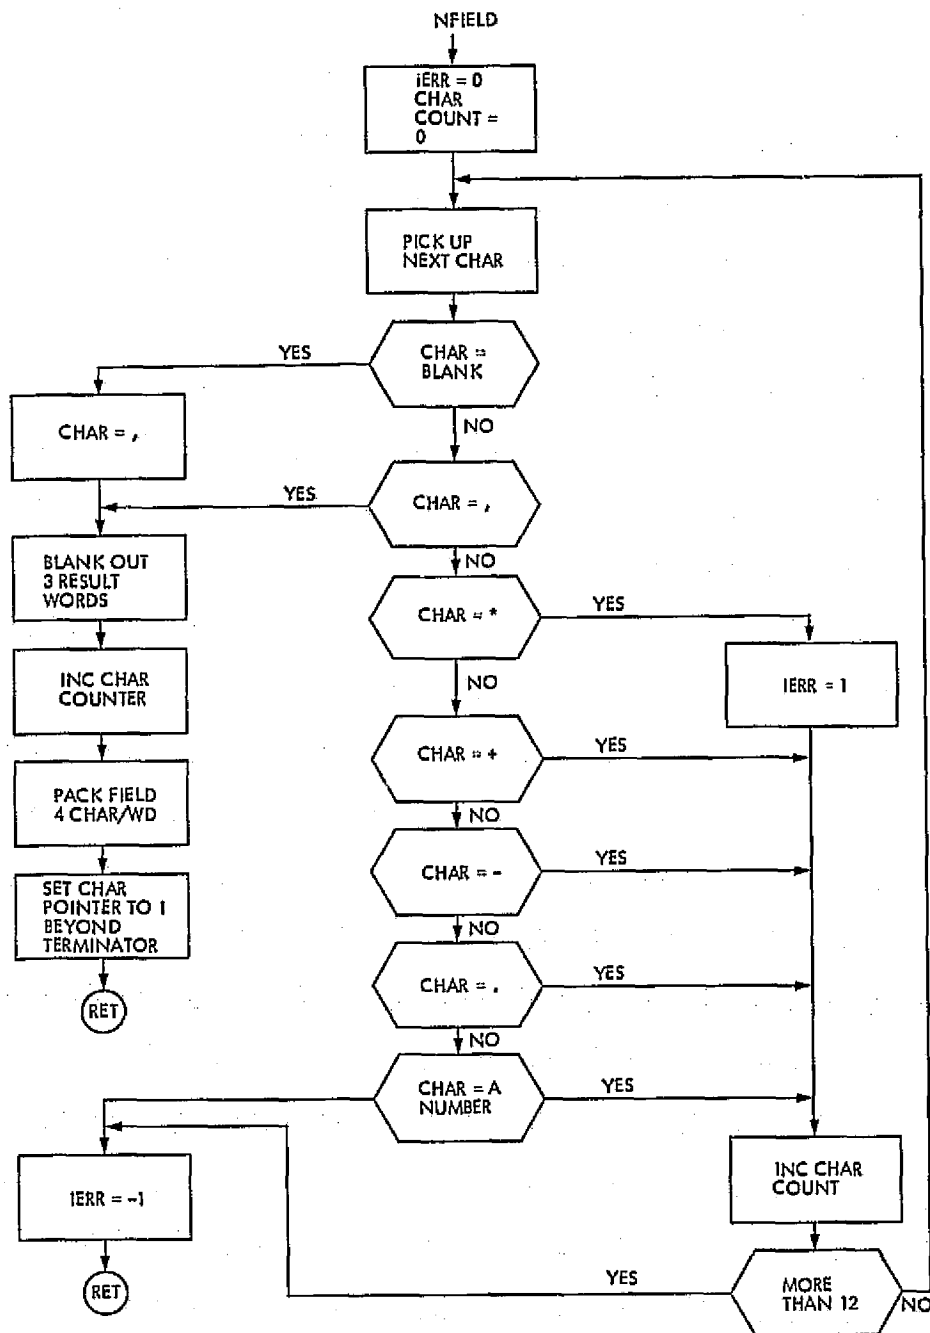 NFIELD
IERR = 0
CHAR
COUNT =
0
PICK UP
NEXT CHAR
CHAR =
BLANK
YES
NO
CHAR = ,
CHAR = ,
YES
NO
BLANK OUT
3 RESULT
WORDS
CHAR = *
YES
NO
INC CHAR
COUNTER
IERR = 1
CHAR = +
YES
NO
PACK FIELD
4 CHAR/WD
CHAR = -
YES
NO
SET CHAR
POINTER TO 1
BEYOND
TERMINATOR
RET
CHAR = .
YES
NO
CHAR = A
NUMBER
YES
IERR = -1
RET
INC CHAR
COUNT
MORE
THAN 12
YES
NO